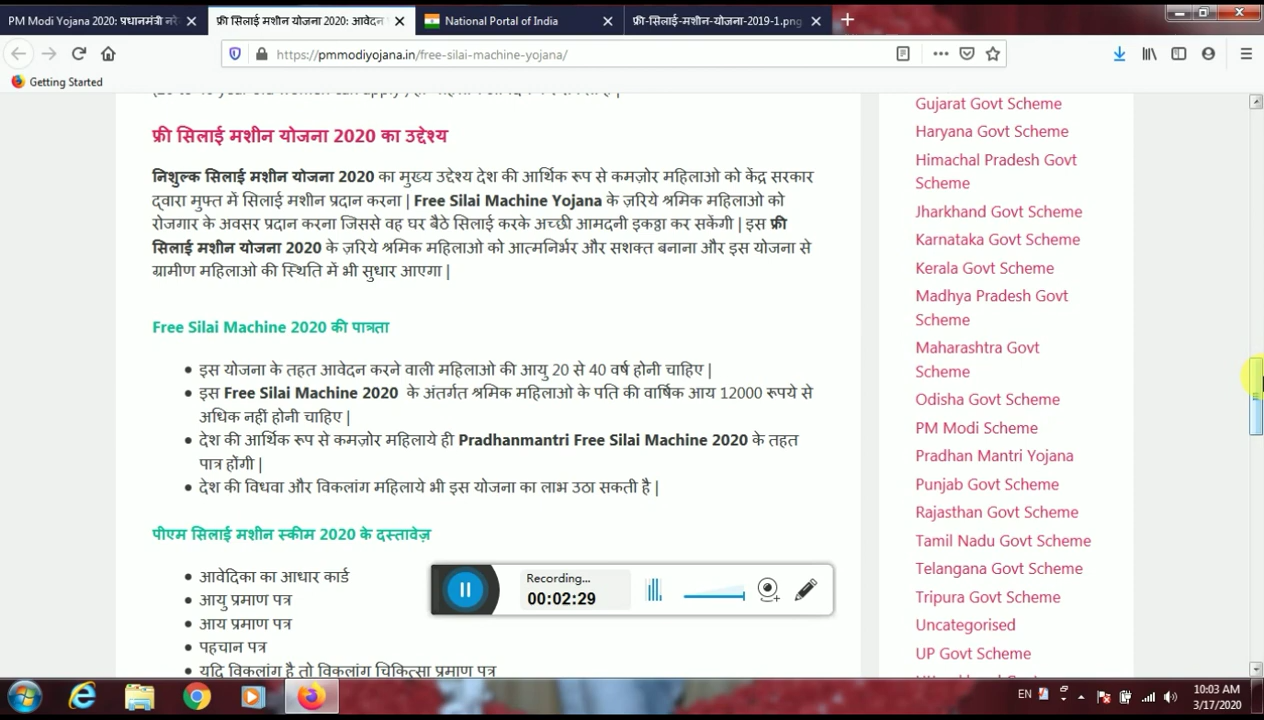 PM Modi Yojana 2020: प्रधानमंत्री नरे
फ्री सिलाई मशीन योजना 2020: आवेदन
National Portal of India
फ्री-सिलाई-मशीन-योजना-2019-1.png
https://pmmodiyojana.in/free-silai-machine-yojana/
Getting Started
फ्री सिलाई मशीन योजना 2020 का उद्देश्य
निशुल्क सिलाई मशीन योजना 2020 का मुख्य उद्देश्य देश की आर्थिक रूप से कमज़ोर महिलाओ को केंद्र सरकार
द्वारा मुफ्त में सिलाई मशीन प्रदान करना | Free Silai Machine Yojana के ज़रिये श्रमिक महिलाओ को
रोजगार के अवसर प्रदान करना जिससे वह घर बैठे सिलाई करके अच्छी आमदनी इकठ्ठा कर सकेंगी | इस फ्री
सिलाई मशीन योजना 2020 के ज़रिये श्रमिक महिलाओ को आत्मनिर्भर और सशक्त बनाना और इस योजना से
ग्रामीण महिलाओ की स्थिति में भी सुधार आएगा |
Free Silai Machine 2020 की पात्रता
इस योजना के तहत आवेदन करने वाली महिलाओ की आयु 20 से 40 वर्ष होनी चाहिए |
इस Free Silai Machine 2020 के अंतर्गत श्रमिक महिलाओ के पति की वार्षिक आय 12000 रूपये से
अधिक नहीं होनी चाहिए |
देश की आर्थिक रूप से कमज़ोर महिलाये ही Pradhanmantri Free Silai Machine 2020 के तहत
पात्र होंगी |
देश की विधवा और विकलांग महिलाये भी इस योजना का लाभ उठा सकती है |
पीएम सिलाई मशीन स्कीम 2020 के दस्तावेज़
आवेदिका का आधार कार्ड
आयु प्रमाण पत्र
आय प्रमाण पत्र
पहचान पत्र
यदि विकलांग है तो विकलांग चिकित्सा प्रमाण पत्र
Recording...
00:02:29
Gujarat Govt Scheme
Haryana Govt Scheme
Himachal Pradesh Govt
Scheme
Jharkhand Govt Scheme
Karnataka Govt Scheme
Kerala Govt Scheme
Madhya Pradesh Govt
Scheme
Maharashtra Govt
Scheme
Odisha Govt Scheme
PM Modi Scheme
Pradhan Mantri Yojana
Punjab Govt Scheme
Rajasthan Govt Scheme
Tamil Nadu Govt Scheme
Telangana Govt Scheme
Tripura Govt Scheme
Uncategorised
UP Govt Scheme
EN
10:03 AM
3/17/2020